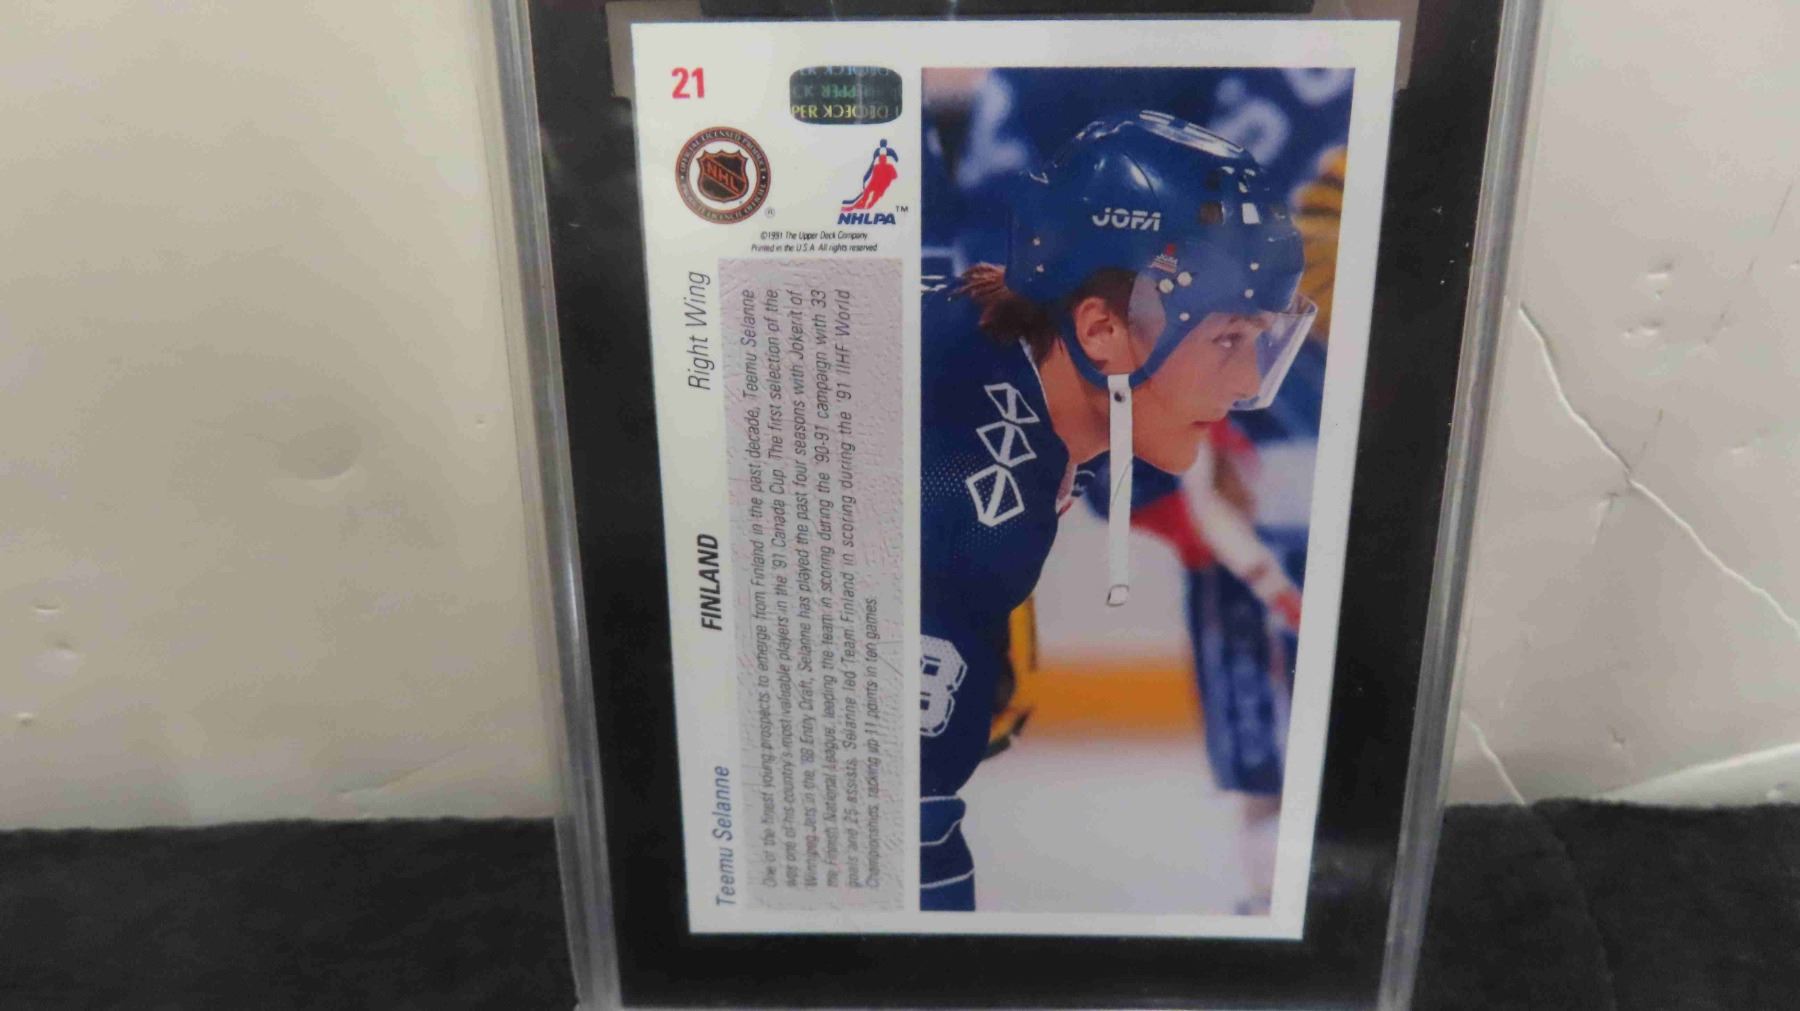 21
UPPER DECK
NHL
NHLPA™
©1991 The Upper Deck Company
Printed in the U.S.A. All rights reserved
Teemu Selanne FINLAND Right Wing
One of the finest young prospects to emerge from Finland in the past decade, Teemu Selanne
was one of his country's most valuable players in the '91 Canada Cup. The first selection of the
Winnipeg Jets in the '88 Entry Draft, Selanne has played the past four seasons with Jokerit of
the Finnish National League, leading the team in scoring during the '90-91 campaign with 33
goals and 25 assists. Selanne led Team Finland in scoring during the '91 IIHF World
Championships, racking up 11 points in ten games.
JOFA
8